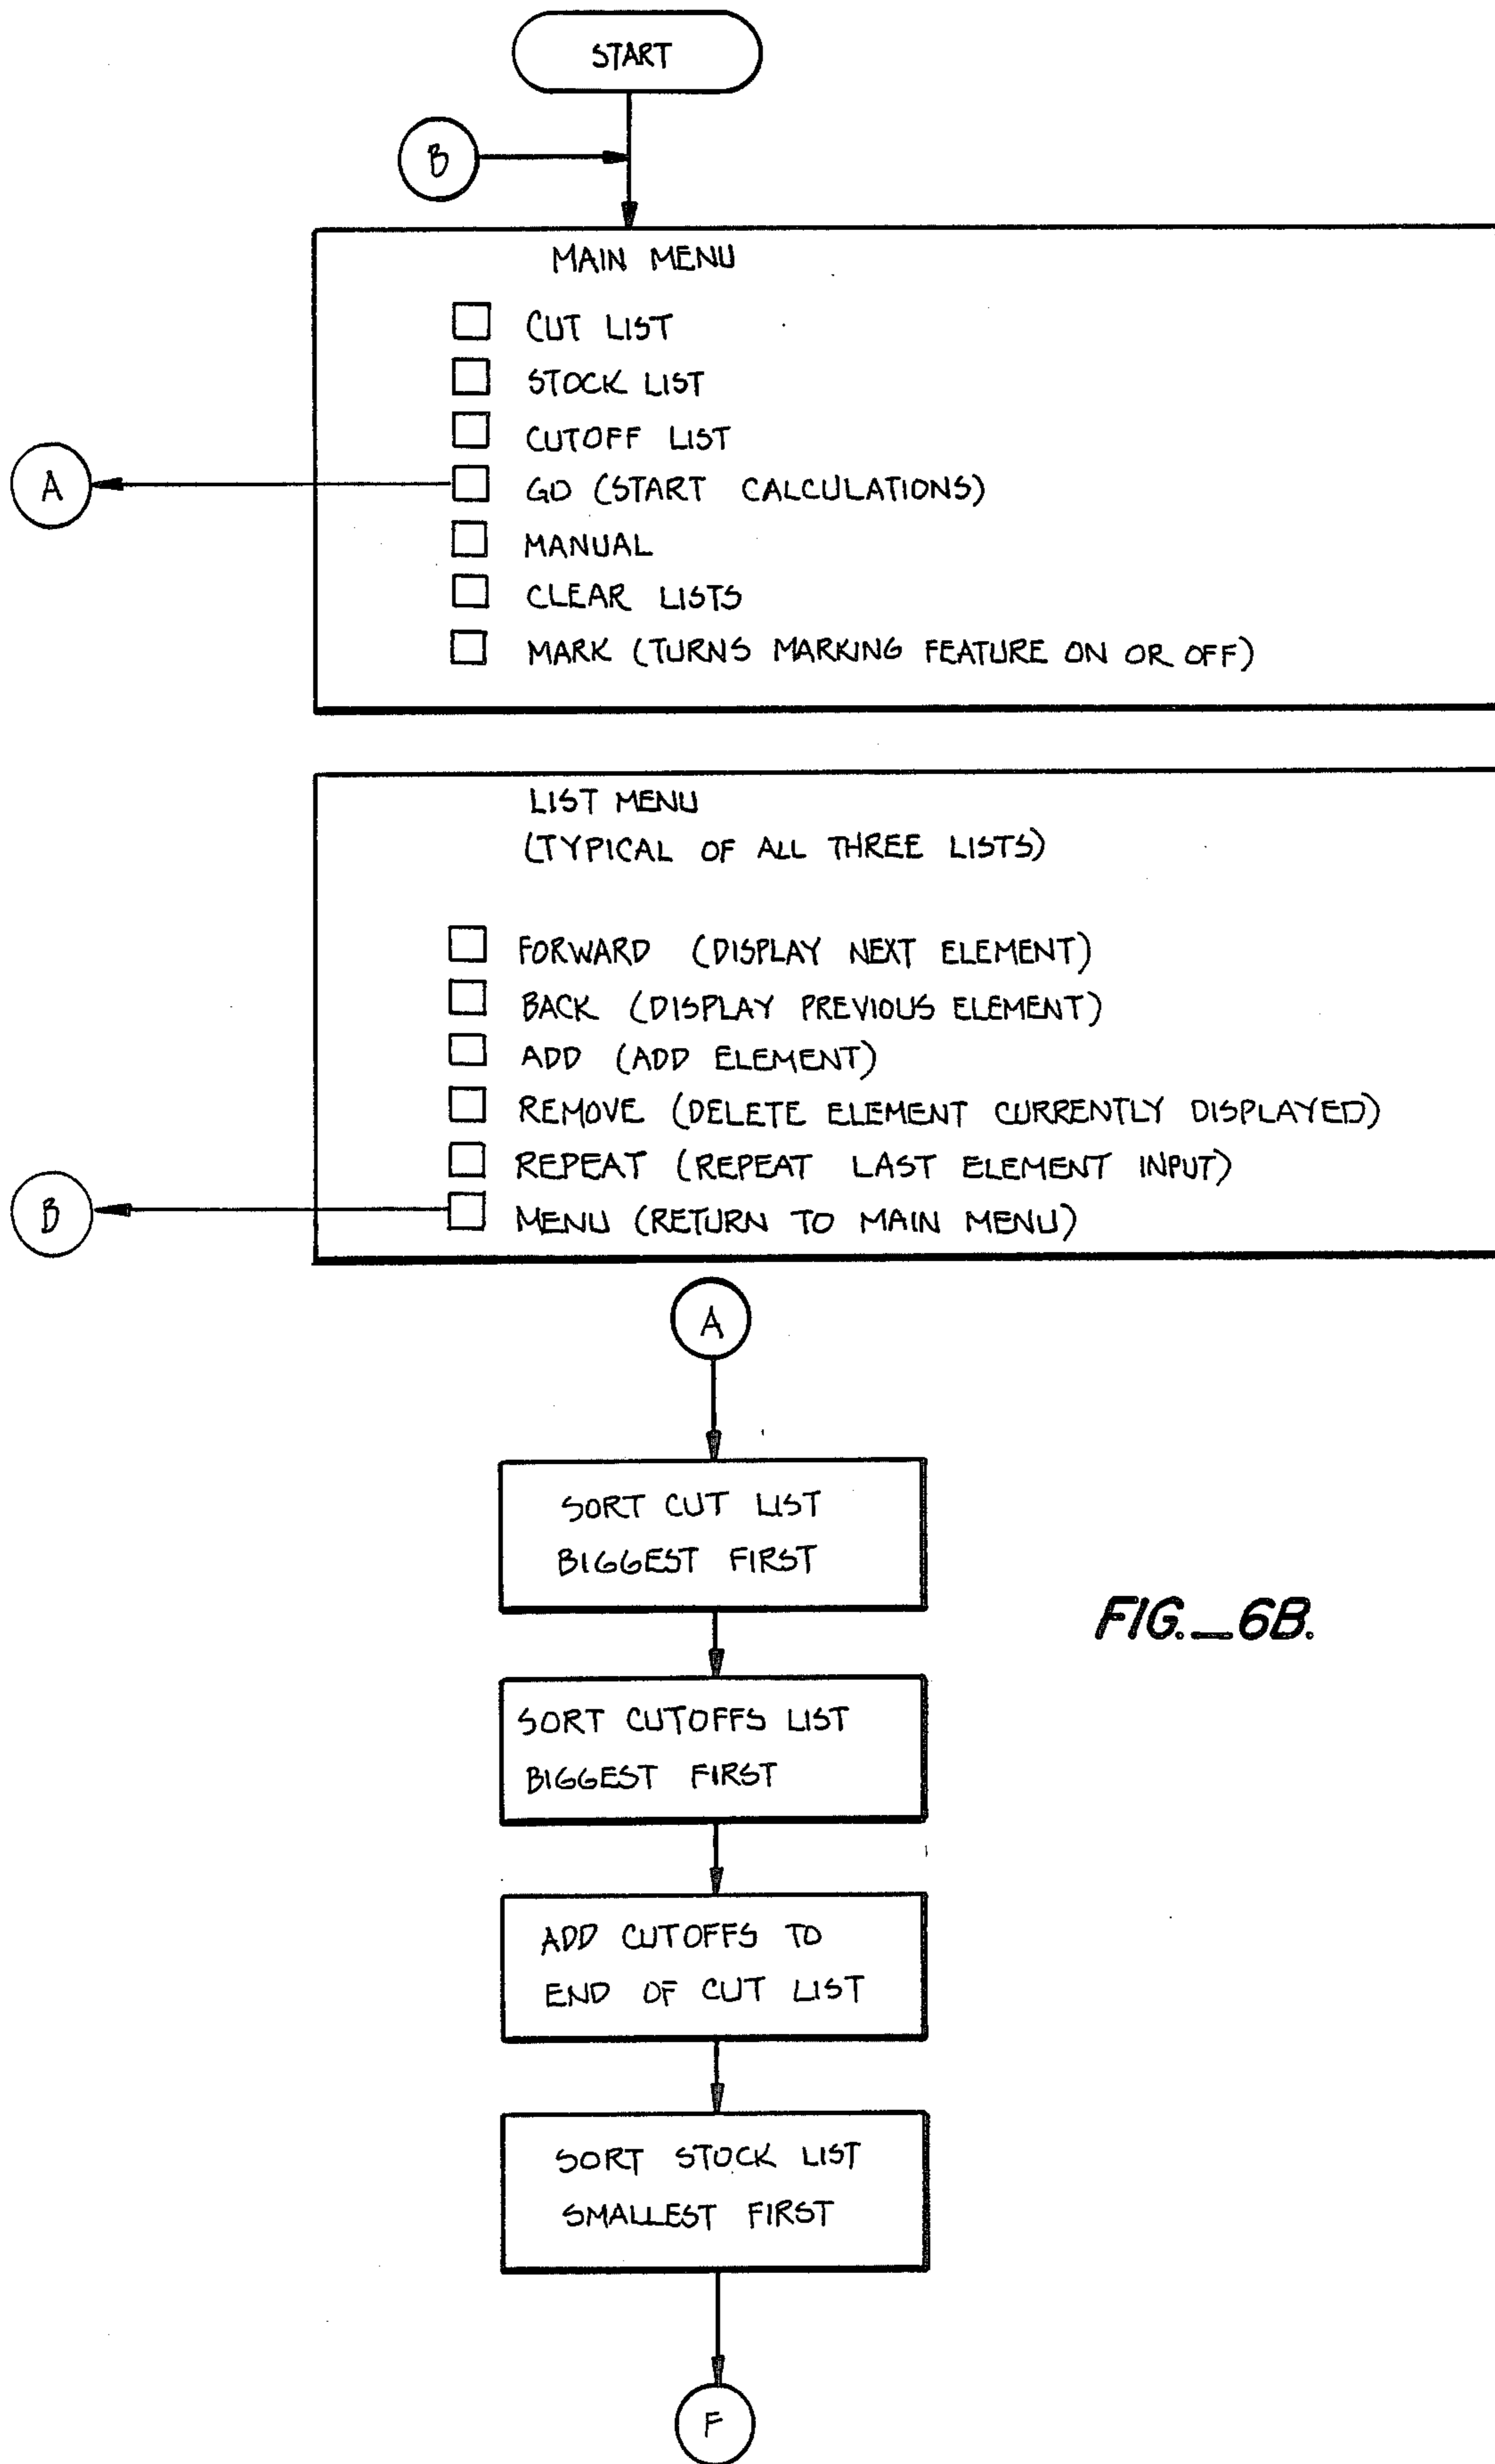 START
B
MAIN MENU
CUT LIST
STOCK LIST
CUTOFF LIST
A
GO (START CALCULATIONS)
MANUAL
CLEAR LISTS
MARK (TURNS MARKING FEATURE ON OR OFF)
LIST MENU
(TYPICAL OF ALL THREE LISTS)
FORWARD (DISPLAY NEXT ELEMENT)
BACK (DISPLAY PREVIOUS ELEMENT)
ADD (ADD ELEMENT)
REMOVE (DELETE ELEMENT CURRENTLY DISPLAYED)
REPEAT (REPEAT LAST ELEMENT INPUT)
B
MENU (RETURN TO MAIN MENU)
A
SORT CUT LIST
BIGGEST FIRST
FIG._6B.
SORT CUTOFFS LIST
BIGGEST FIRST
ADD CUTOFFS TO
END OF CUT LIST
SORT STOCK LIST
SMALLEST FIRST
F